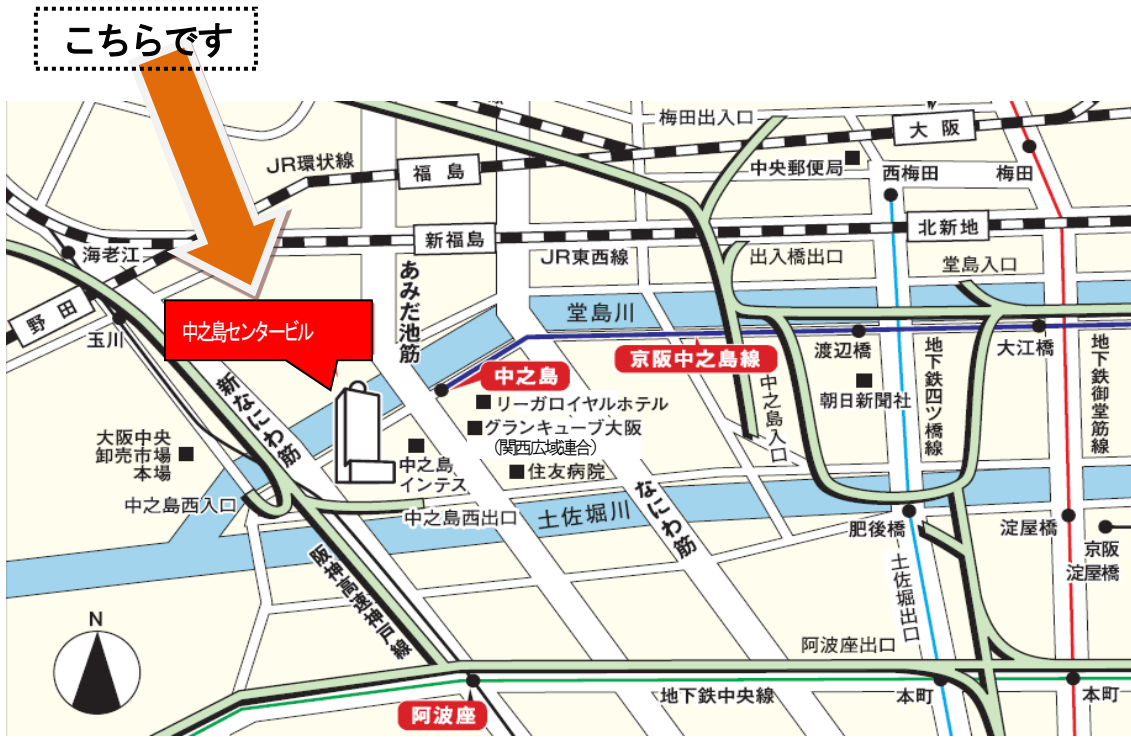 こちらです
梅田出入口
大阪
JR環状線
福島
中央郵便局
西梅田
梅田
海老江
新福島
北新地
JR東西線
出入橋出口
堂島入口
あみだ池筋
野田
玉川
中之島センタービル
堂島川
渡辺橋
大江橋
京阪中之島線
中之島
地下鉄四ツ橋線
地下鉄御堂筋線
新なにわ筋
リーガロイヤルホテル
中之島入口
朝日新聞社
グランキューブ大阪
(関西広域連合)
大阪中央
卸売市場
本場
中之島
インテス
住友病院
中之島西入口
中之島西出口
土佐堀川
なにわ筋
肥後橋
淀屋橋
京阪
淀屋橋
阪神高速神戸線
土佐堀出口
N
阿波座出口
地下鉄中央線
本町
本町
阿波座